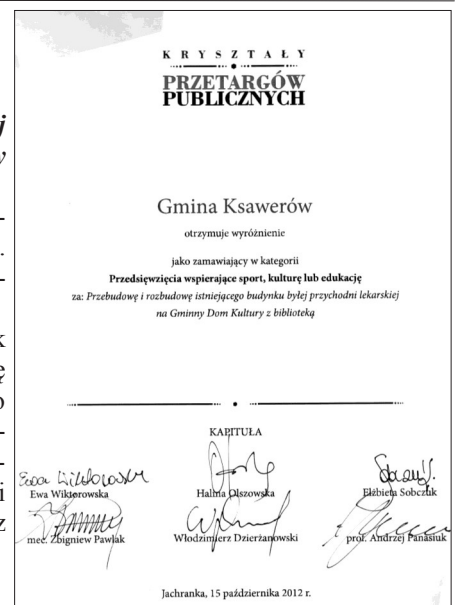 KRYSZTAŁY
PRZETARGÓW
PUBLICZNYCH
Gmina Ksawerów
otrzymuje wyróżnienie
jako zamawiający w kategorii
Przedsięwzięcia wspierające sport, kulturę lub edukację
za: Przebudowę i rozbudowę istniejącego budynku byłej przychodni lekarskiej
na Gminny Dom Kultury z biblioteką
KAPITUŁA
Ewa Wiktorowska
Halina Olszowska
Elżbieta Sobczak
mec. Zbigniew Pawlak
Włodzimierz Dzierżanowski
prof. Andrzej Panasiuk
Jachranka, 15 października 2012 r.